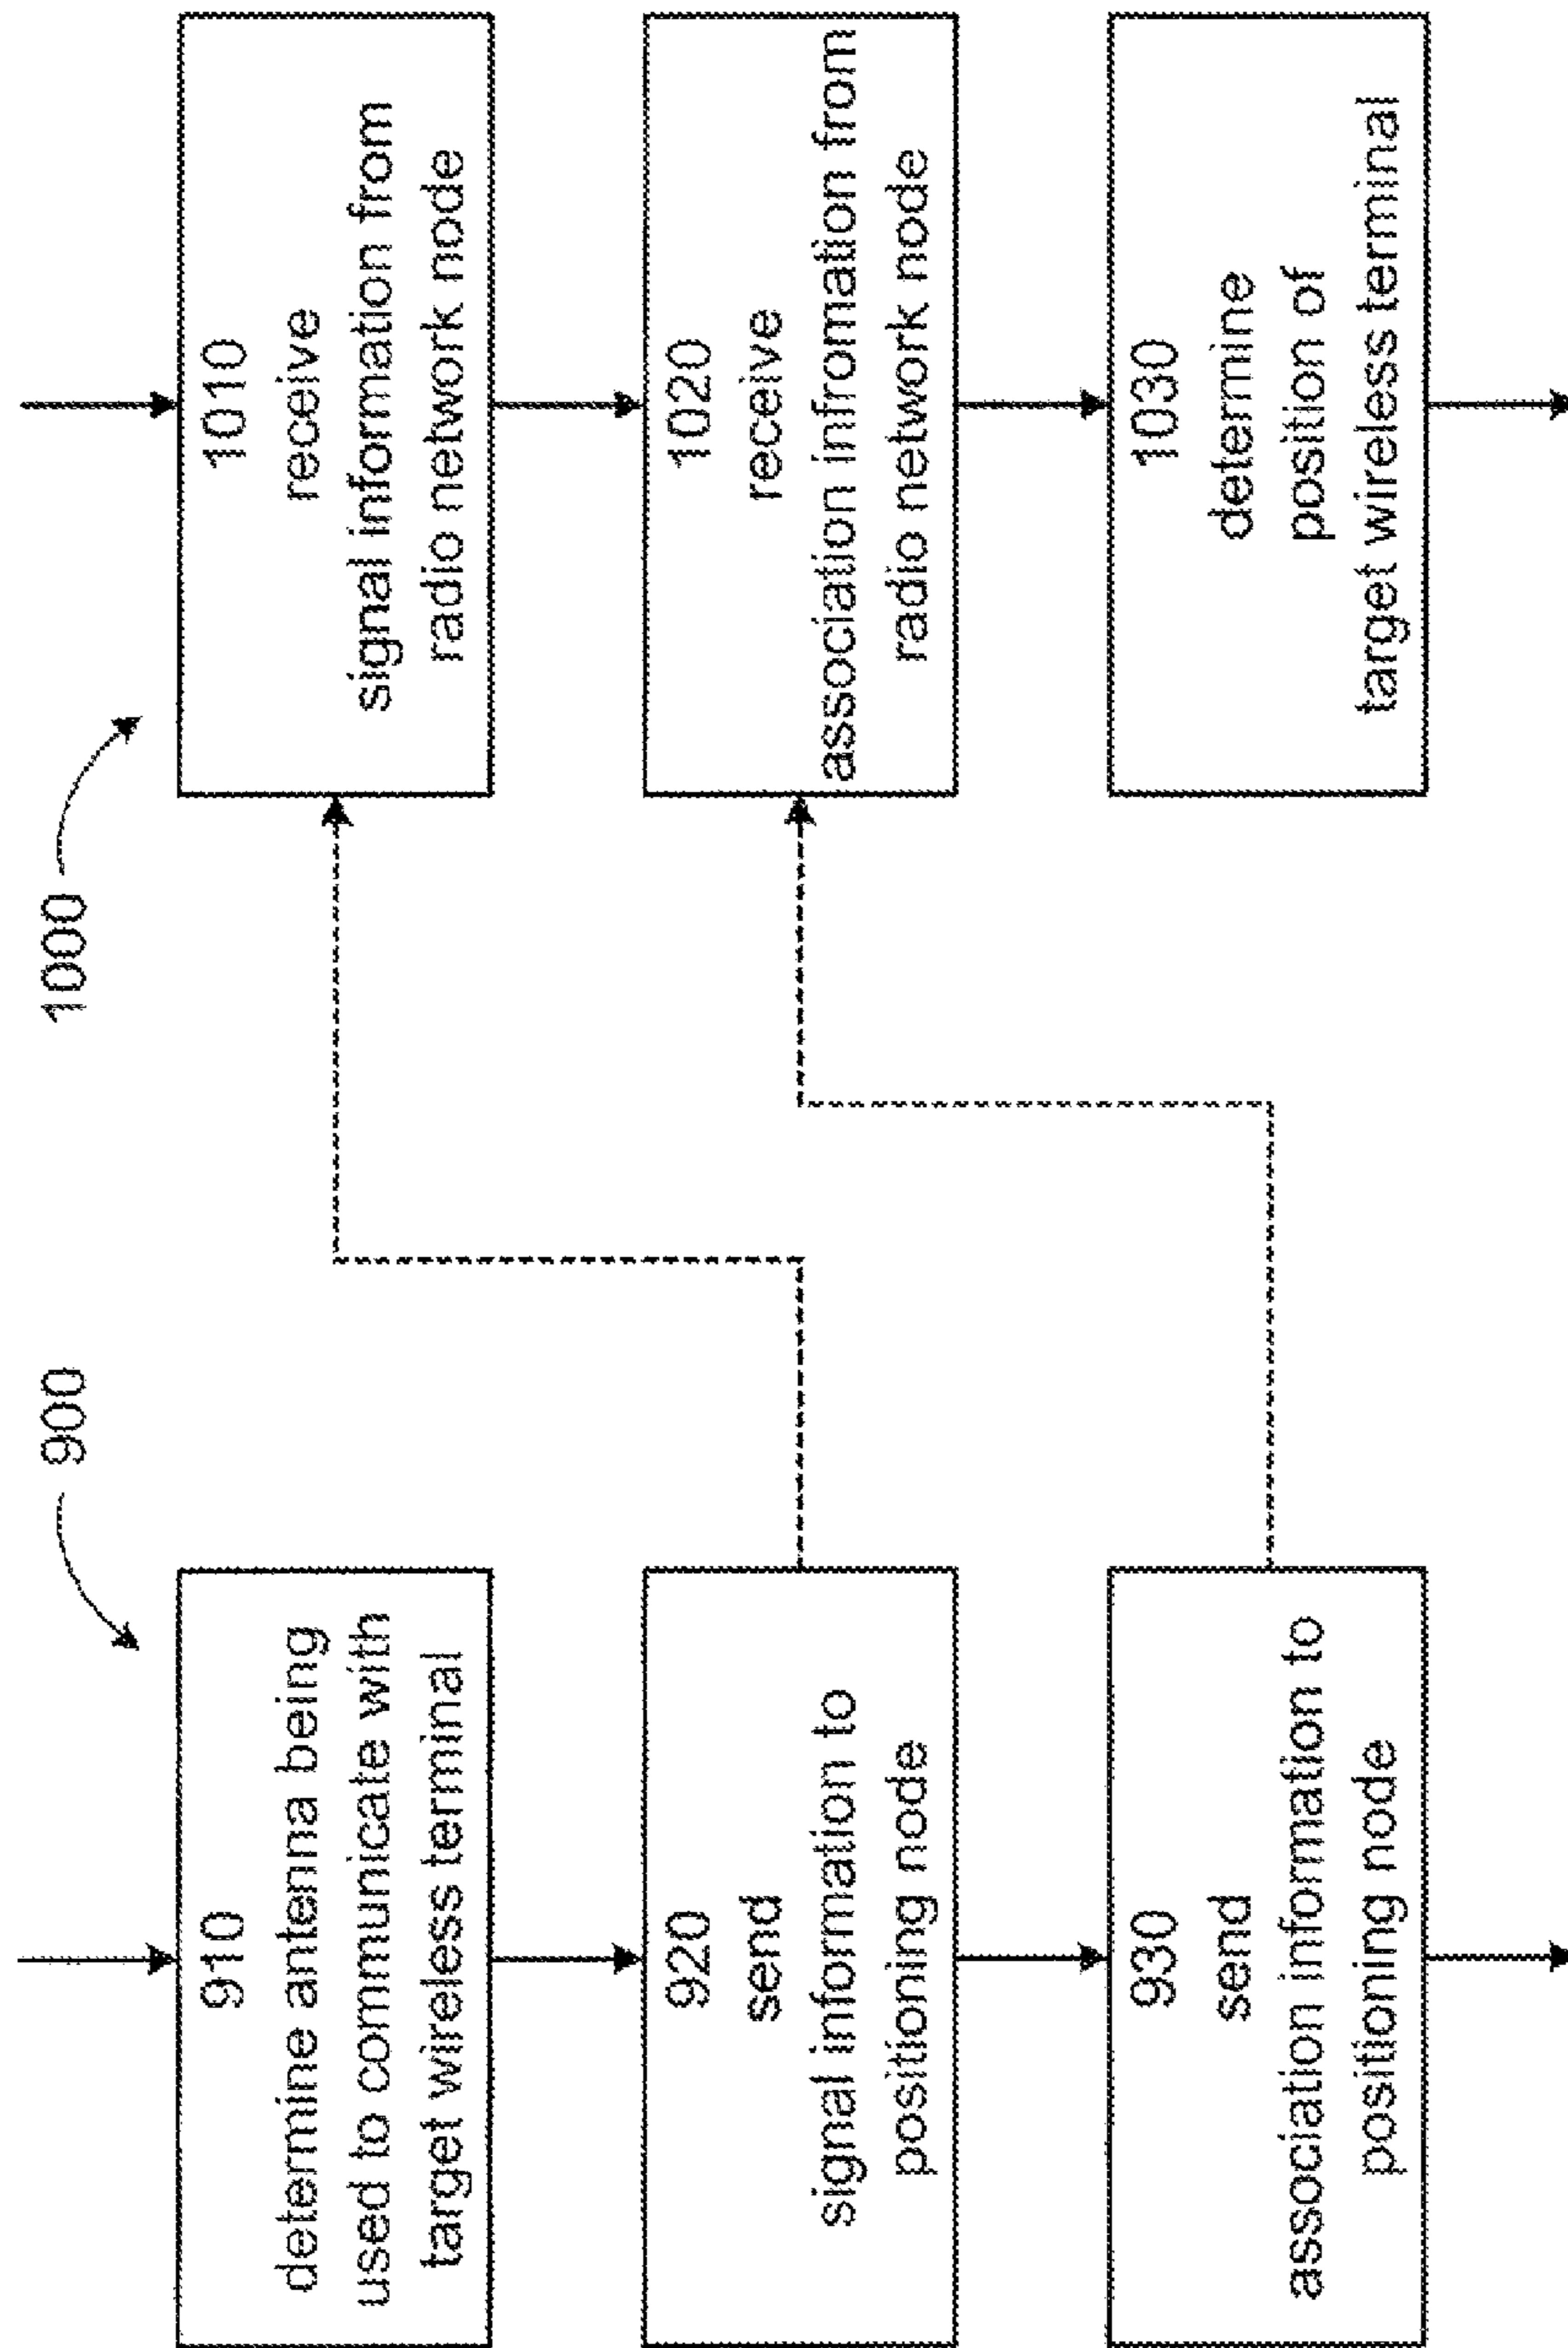 900
910
determine antenna being
used to communicate with
target wireless terminal
920
send
signal information to
positioning node
930
send
association information to
positioning node
1000
1010
receive
signal information from
radio network node
1020
receive
association infromation from
radio network node
1030
determine
position of
target wireless terminal